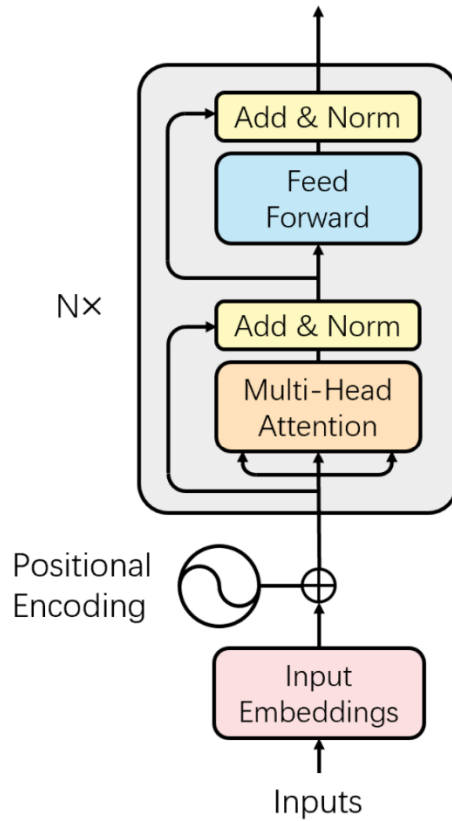 Add & Norm
Feed
Forward
N×
Add & Norm
Multi-Head
Attention
Positional
Encoding
Input
Embeddings
Inputs